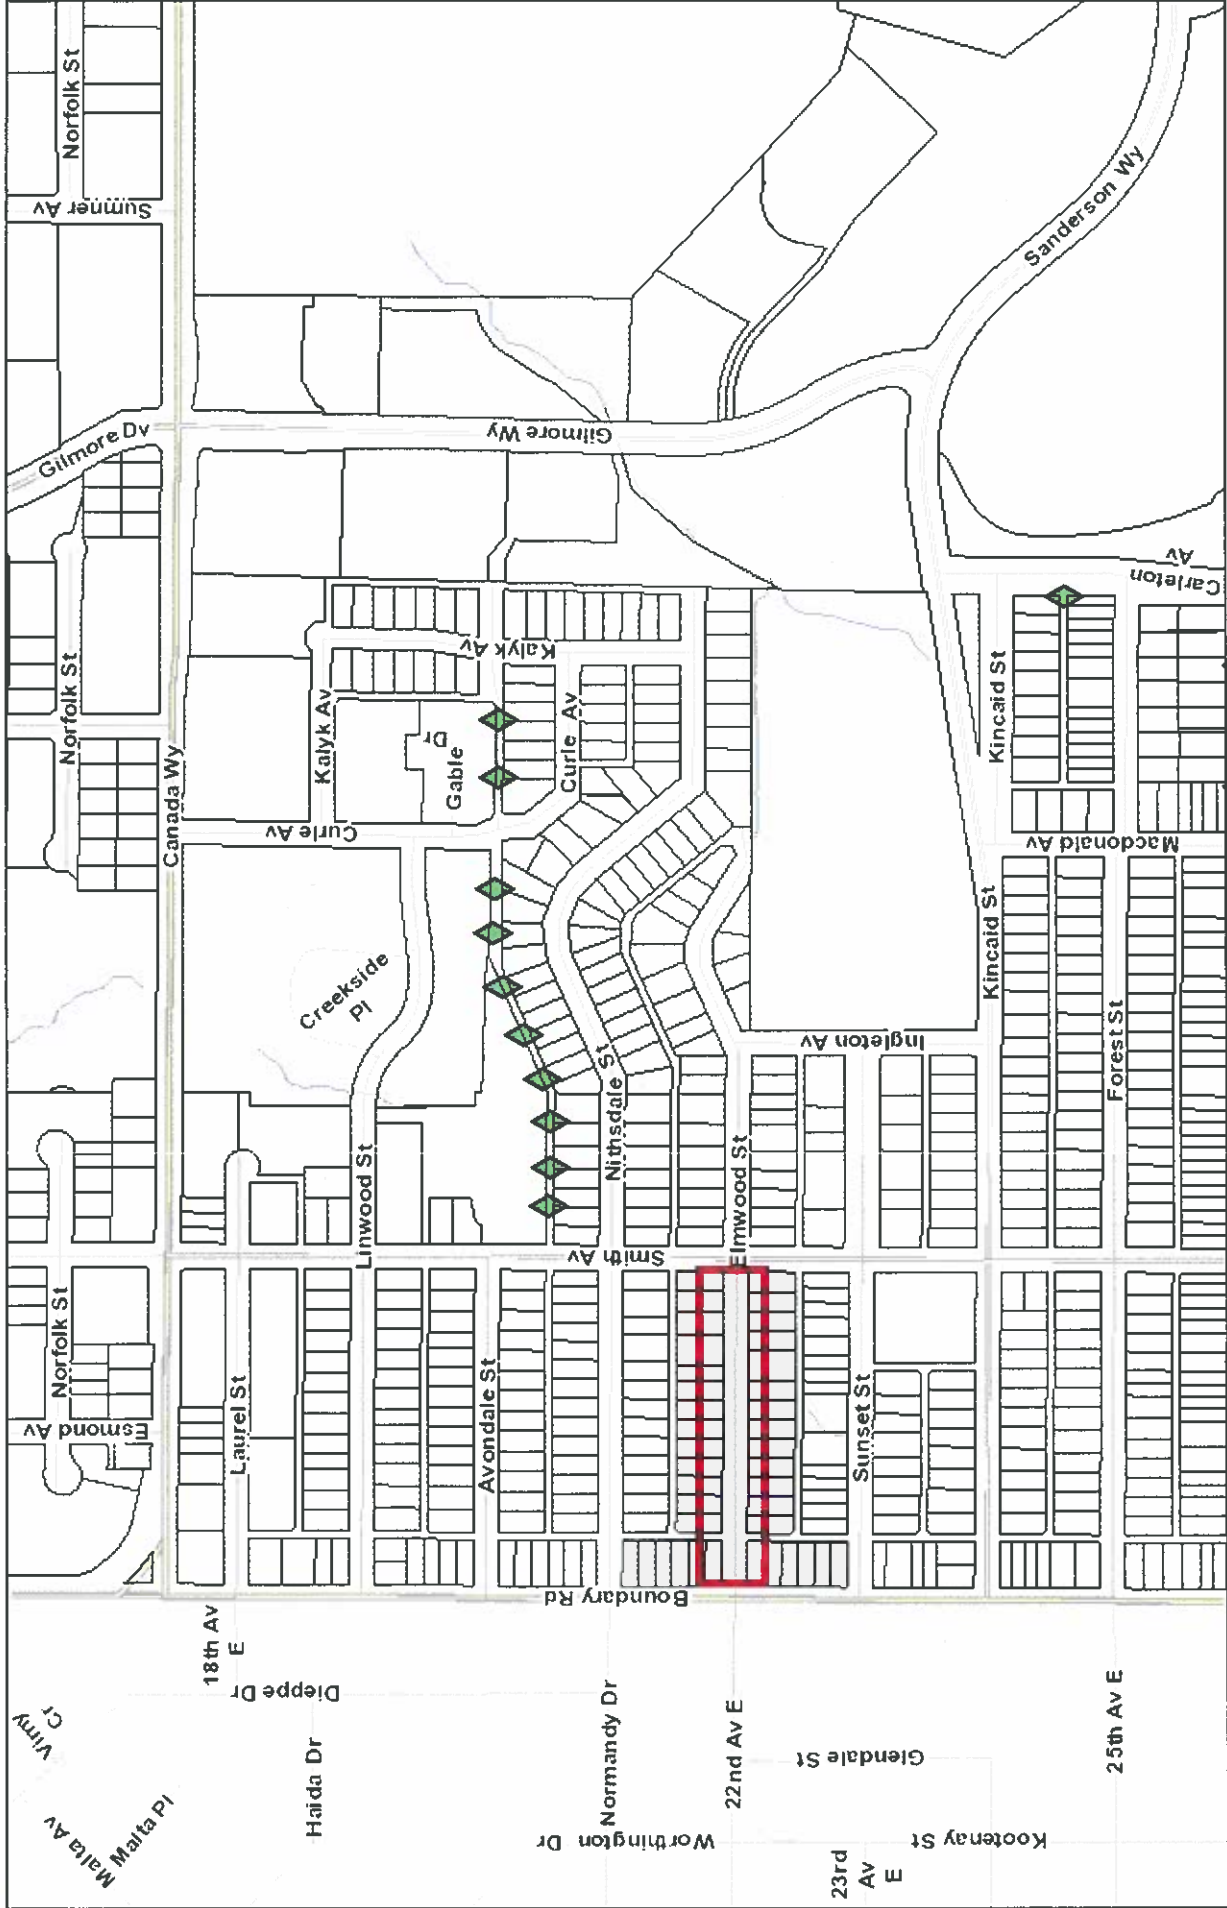 Norfolk St
Sumner Av
Gilmore Dv
Norfolk St
Canada Wy
Norfolk St
Esmond Av
Laurel St
18th Av
E
Dieppe Dr
Vimy
Cr
Malta Av
Malta Pl
Haida Dr
Linwood St
Creekside
Pl
Curle Av
Kalyk Av
Gable
Dr
Kalyk Av
Curle Av
Gilmore Wy
Sanderson Wy
Avondale St
Smith Av
Nithsdale St
Boundary Rd
Normandy Dr
Worthington Dr
22nd Av E
Elmwood St
Ingleton Av
Glendale St
Sunset St
23rd
Av
E
Kootenay St
Kincaid St
Kincaid St
Macdonald Av
Carleton
Av
Forest St
25th Av E